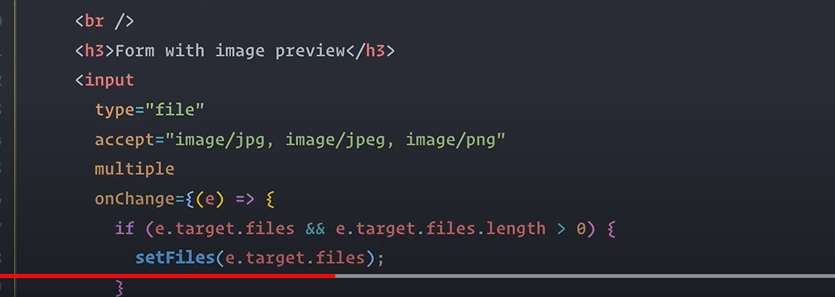 <br />
<h3>Form with image preview</h3>
<input
type="file"
accept="image/jpg, image/jpeg, image/png"
multiple
onChange={(e) => {
if (e.target.files && e.target.files.length > 0) {
setFiles(e.target.files);
}